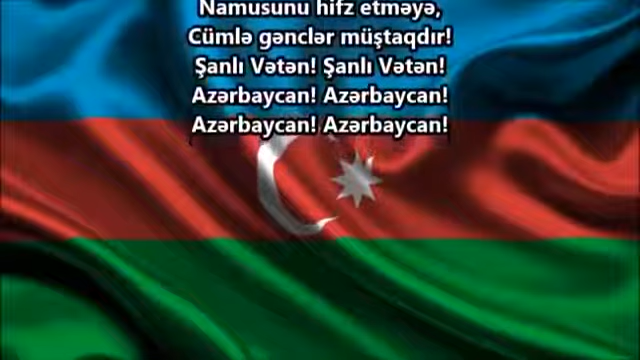 Namusunu hifz etməyə,
Cümlə gənclər müştaqdır!
Şanlı Vətən! Şanlı Vətən!
Azərbaycan! Azərbaycan!
Azərbaycan! Azərbaycan!